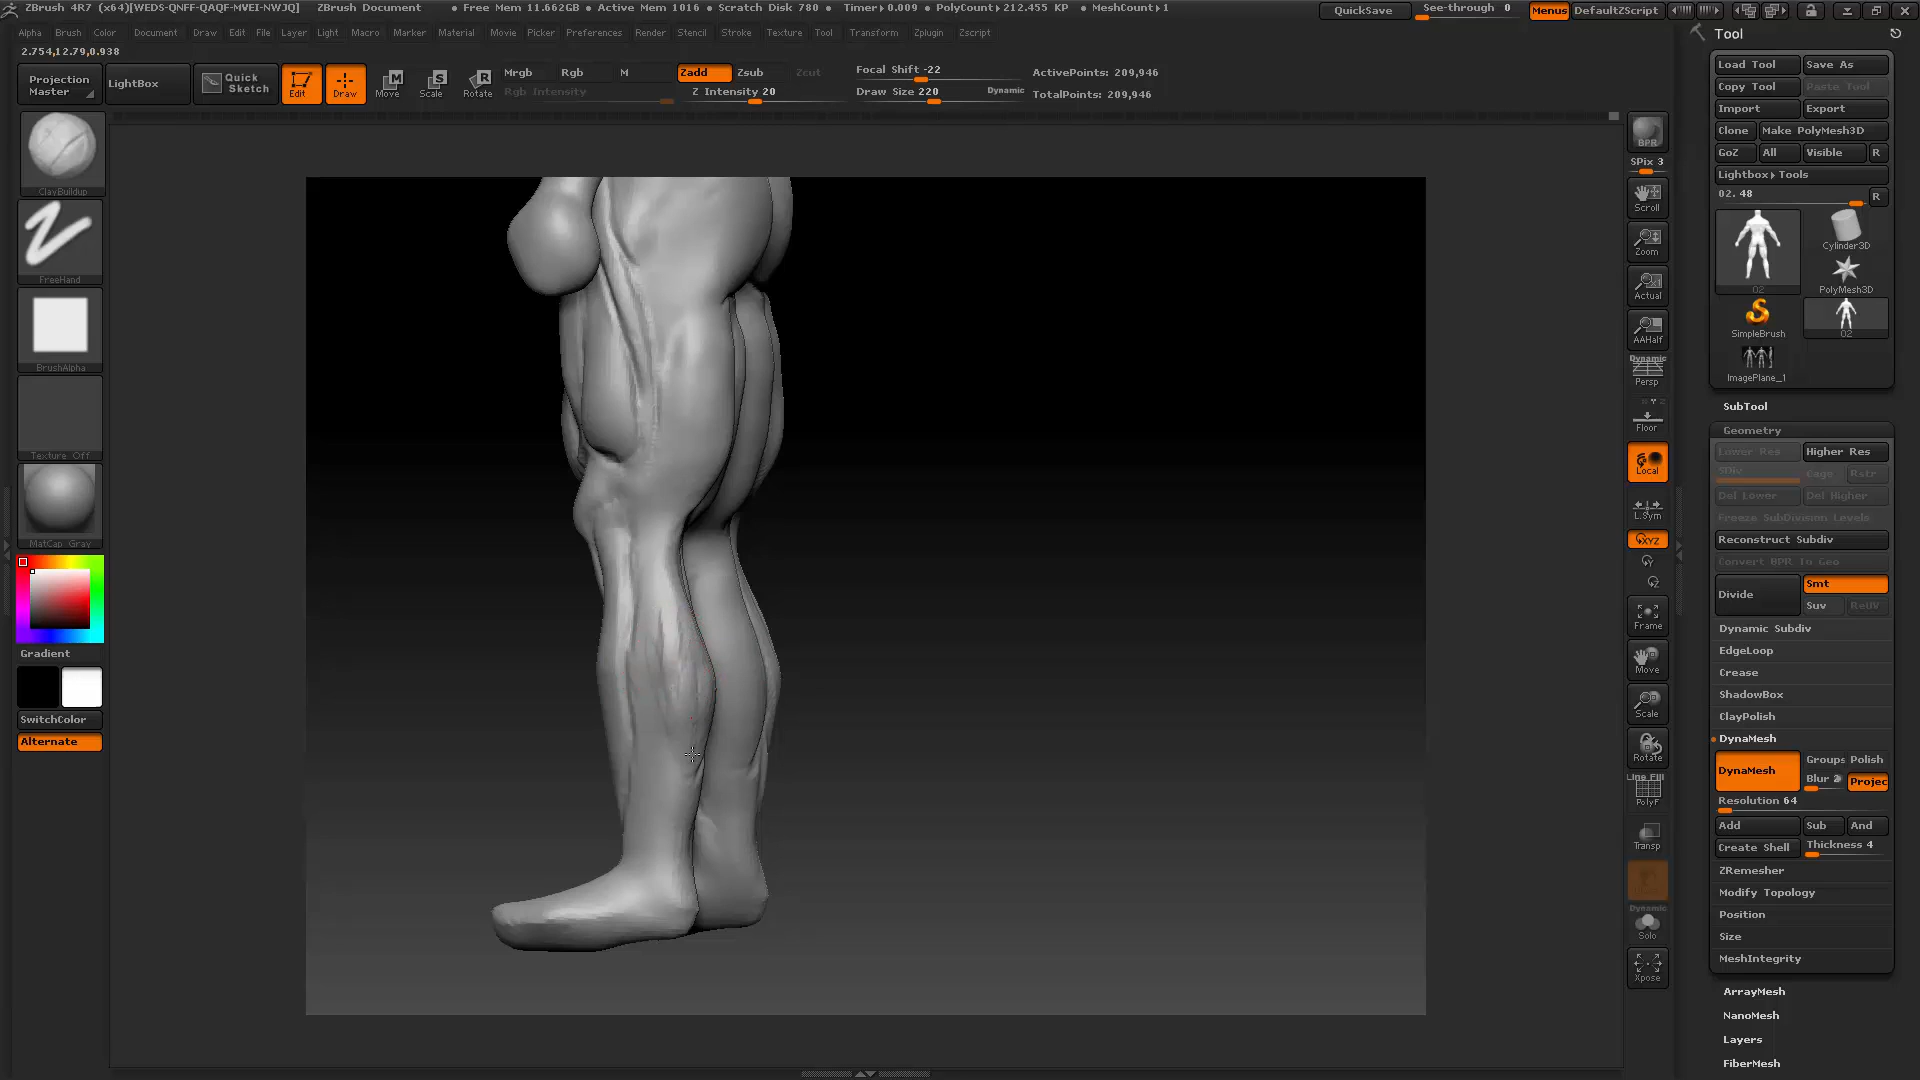 ZBrush 4R7 (x64)[WEDS-QNFF-QAQF-MVEI-NWJQ] ZBrush Document • Free Mem 11.662GB • Active Mem 1016 • Scratch Disk 780 • Timer▸0.009 • PolyCount▸212.455 KP • MeshCount▸1 QuickSave See-through 0 Menus DefaultZScript
Alpha Brush Color Document Draw Edit File Layer Light Macro Marker Material Movie Picker Preferences Render Stencil Stroke Texture Tool Transform Zplugin Zscript
2.754,12.79,0.938
Projection Master
LightBox
Quick Sketch
Edit
Draw
Move
Scale
Rotate
Mrgb Rgb M
Rgb Intensity
Zadd Zsub Zcut
Z Intensity 20
Focal Shift -22
Draw Size 220 Dynamic
ActivePoints: 209,946
TotalPoints: 209,946
ClayBuildup
FreeHand
BrushAlpha
Texture Off
MatCap Gray
Gradient
SwitchColor
Alternate
BPR
SPix 3
Scroll
Zoom
Actual
AAHalf
Dynamic
Persp
Floor
Local
L.Sym
XYZ
Y
Z
Frame
Move
Scale
Rotate
Line Fill
PolyF
Transp
Dynamic
Solo
Xpose
Tool
Load Tool Save As
Copy Tool Paste Tool
Import Export
Clone Make PolyMesh3D
GoZ All Visible R
Lightbox▸Tools
02. 48 R
Cylinder3D
02 PolyMesh3D
SimpleBrush 02
ImagePlane_1
SubTool
Geometry
Lower Res Higher Res
SDiv Cage Rstr
Del Lower Del Higher
Freeze SubDivision Levels
Reconstruct Subdiv
Convert BPR To Geo
Divide Smt
Suv ReUV
Dynamic Subdiv
EdgeLoop
Crease
ShadowBox
ClayPolish
DynaMesh
DynaMesh Groups Polish
Blur 2 Projec
Resolution 64
Add Sub And
Create Shell Thickness 4
ZRemesher
Modify Topology
Position
Size
MeshIntegrity
ArrayMesh
NanoMesh
Layers
FiberMesh